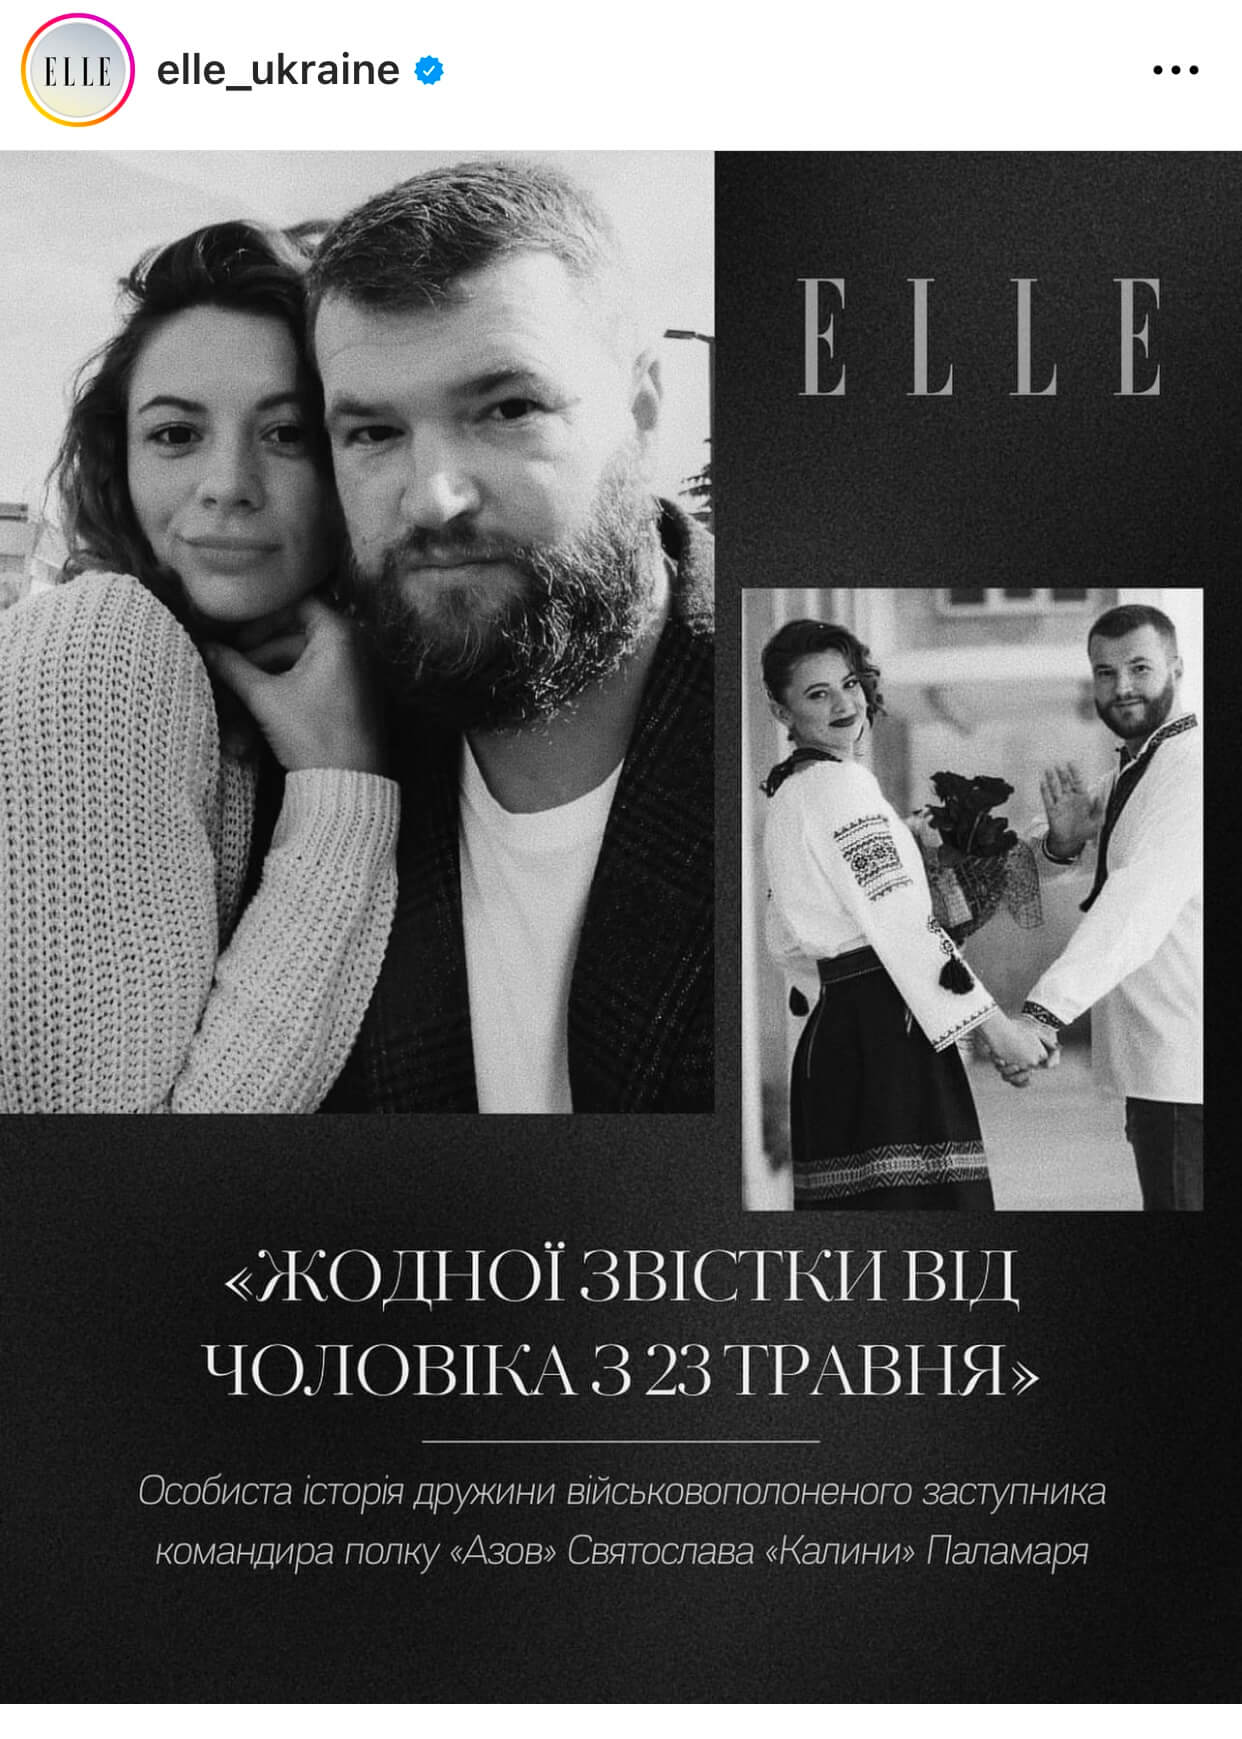 ELLE
elle_ukraine
ELLE
«ЖОДНОЇ ЗВІСТКИ ВІД
ЧОЛОВІКА З 23 ТРАВНЯ»
Особиста історія дружини військовополоненого заступника
командира полку «Азов» Святослава «Калини» Паламаря